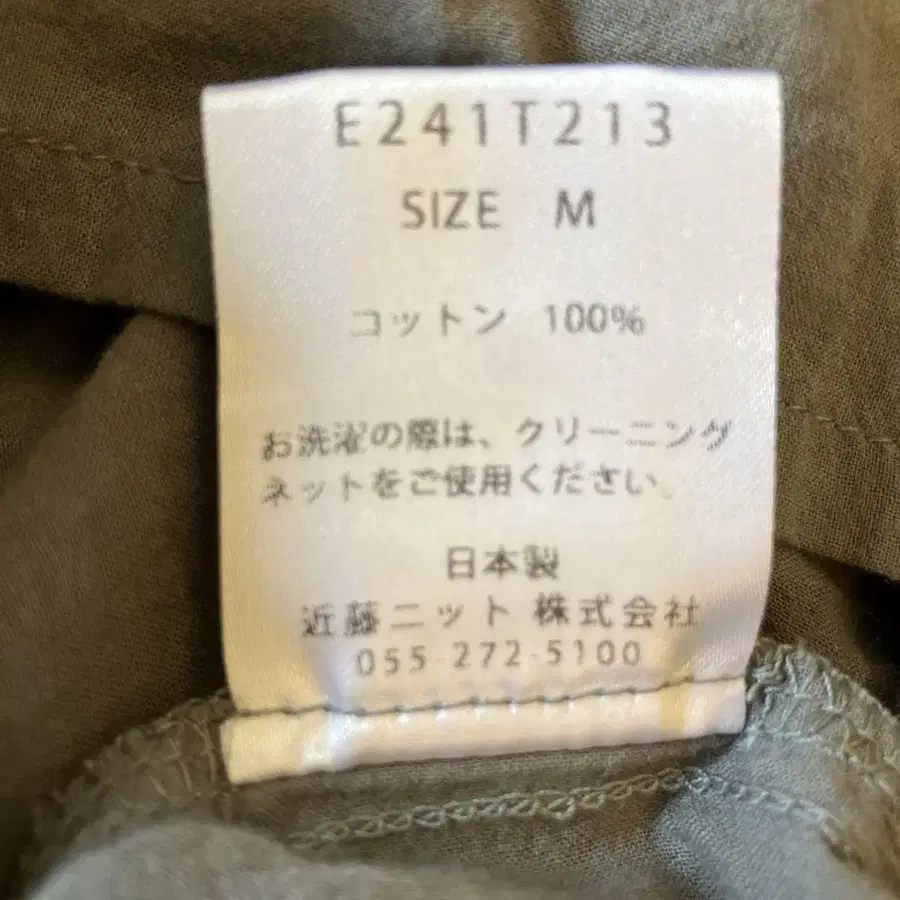 E241T213
SIZE M
コットン 100%
お洗濯の際は、クリーニング
ネットをご使用ください。
日本製
近藤ニット 株式会社
055-272-5100